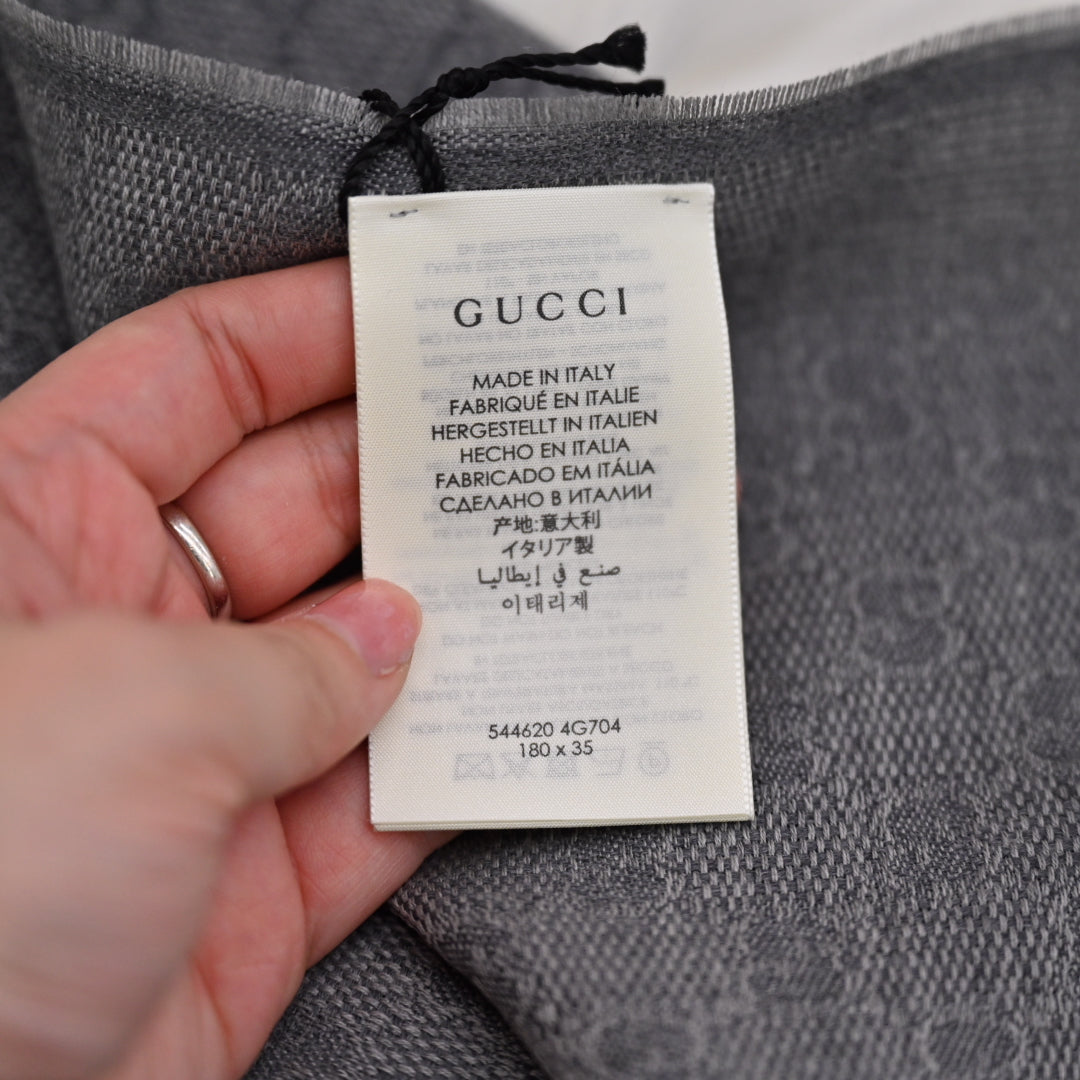 GUCCI
MADE IN ITALY
FABRIQUÉ EN ITALIE
HERGESTELLT IN ITALIEN
HECHO EN ITALIA
FABRICADO EM ITÁLIA
СДЕЛАНО В ИТАЛИИ
产地:意大利
イタリア製
صنع في إيطاليا
이태리제
544620 4G704
180 x 35